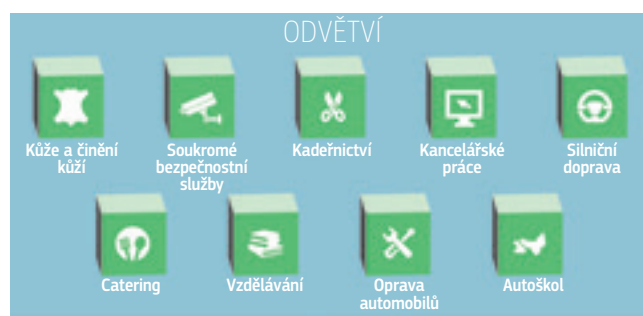 ODVĚTVÍ
Kůže a činění
kůží
Soukromé
bezpečnostní
služby
Kadeřnictví
Kancelářské
práce
Silniční
doprava
Catering
Vzdělávání
Oprava
automobilů
Autoškol